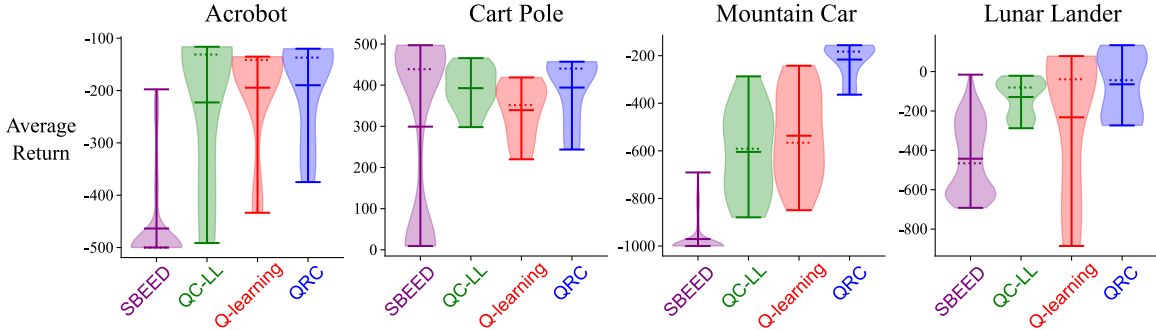 Acrobot
Cart Pole
Mountain Car
Lunar Lander
Average
Return
-100
-200
-300
-400
-500
SBEED
QC-LL
Q-learning
QRC
500
400
300
200
100
0
SBEED
QC-LL
Q-learning
QRC
-200
-400
-600
-800
-1000
SBEED
QC-LL
Q-learning
QRC
0
-200
-400
-600
-800
SBEED
QC-LL
Q-learning
QRC